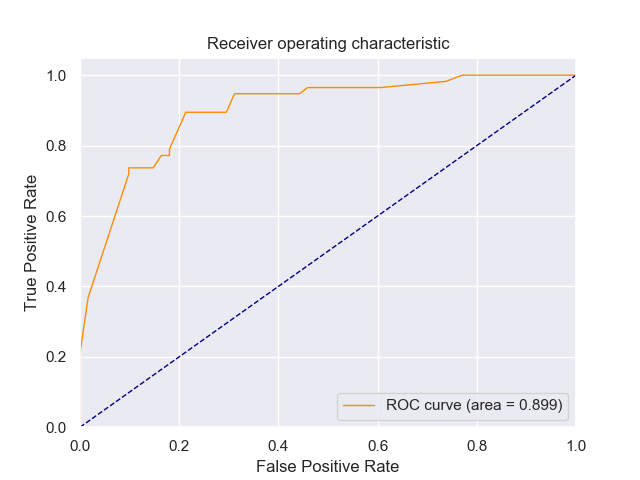 Receiver operating characteristic
True Positive Rate
1.0
0.8
0.6
0.4
0.2
0.0
ROC curve (area = 0.899)
0.0 0.2 0.4 0.6 0.8 1.0
False Positive Rate